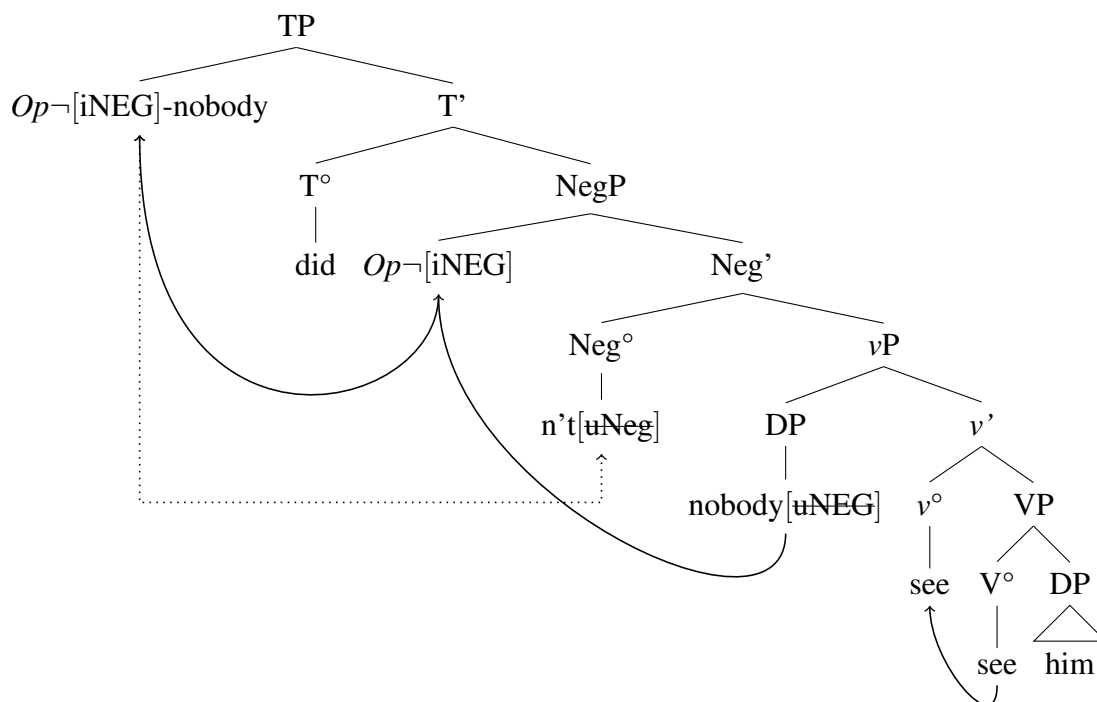 TP
Op¬[iNEG]-nobody T’
T° NegP
did Op¬[iNEG] Neg’
Neg° vP
n’t[uNeg] DP v’
nobody[uNEG] v° VP
see V° DP
see him